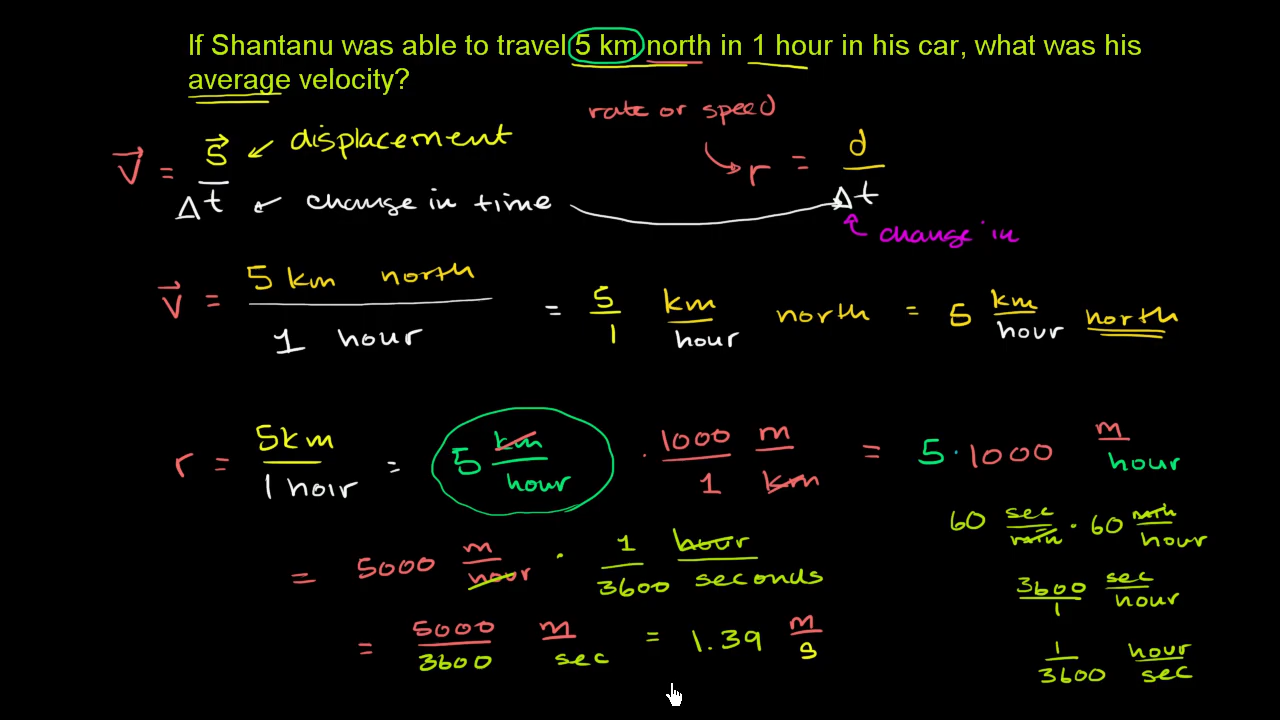 If Shantanu was able to travel 5 km north in 1 hour in his car, what was his
average velocity?
rate or speed
v⃗ = s⃗ / Δt
← displacement
← change in time
→ r = d / Δt
change in
v⃗ = 5 km north / 1 hour = 5/1 km/hour north = 5 km/hour north
r = 5km / 1 hoir = 5 km/hour · 1000/1 m/km = 5 · 1000 m/hour
60 sec/min · 60 min/hour
= 5000 m/hour · 1/3600 hour/seconds
3600/1 sec/hour
= 5000/3600 m/sec = 1.39 m/s
1/3600 hour/sec